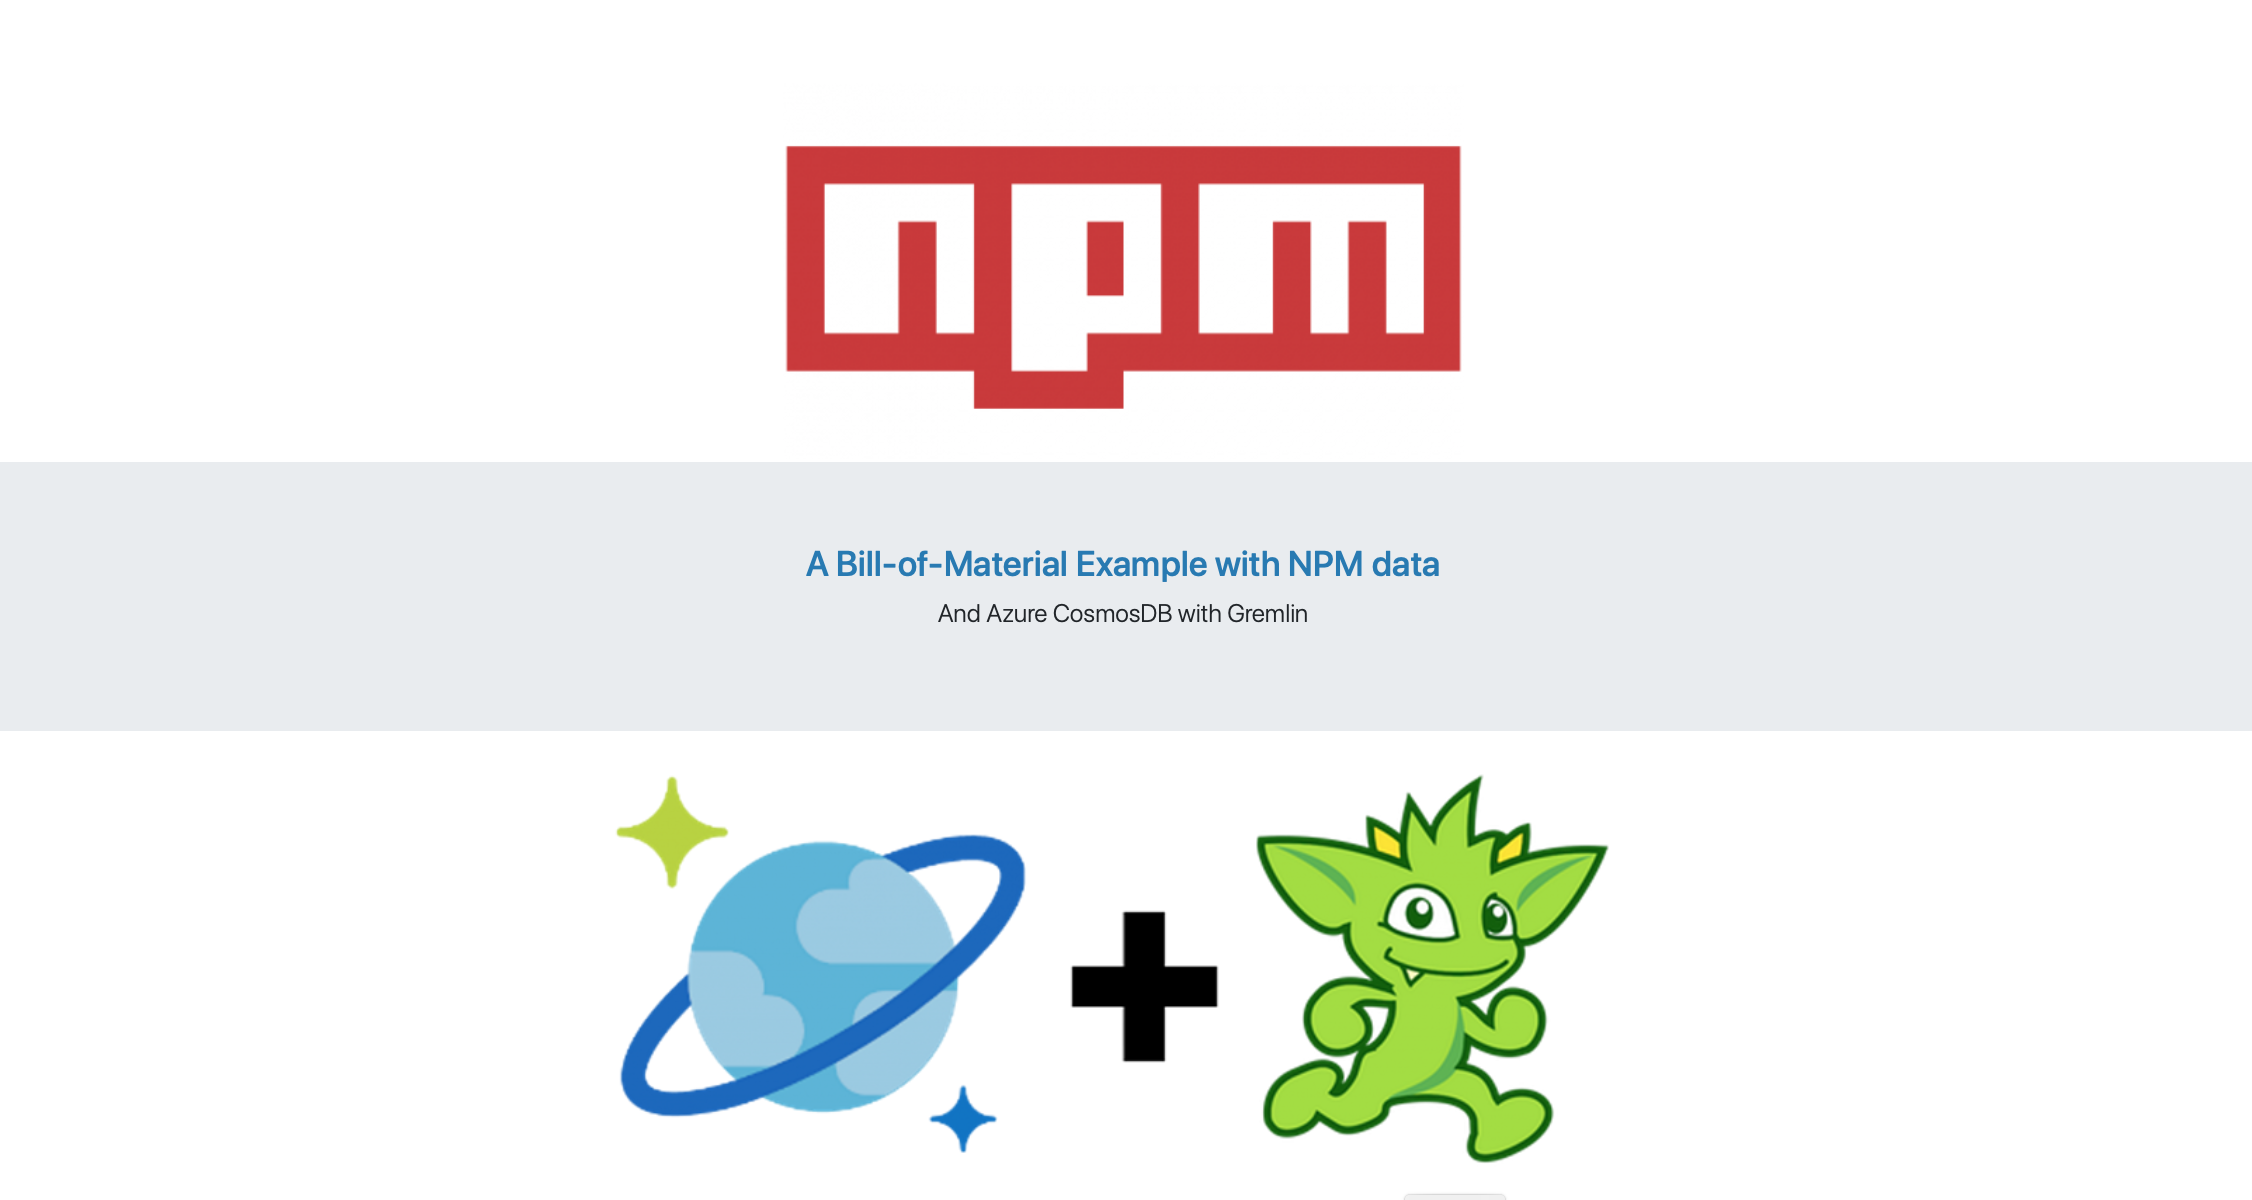 npm
A Bill-of-Material Example with NPM data
And Azure CosmosDB with Gremlin